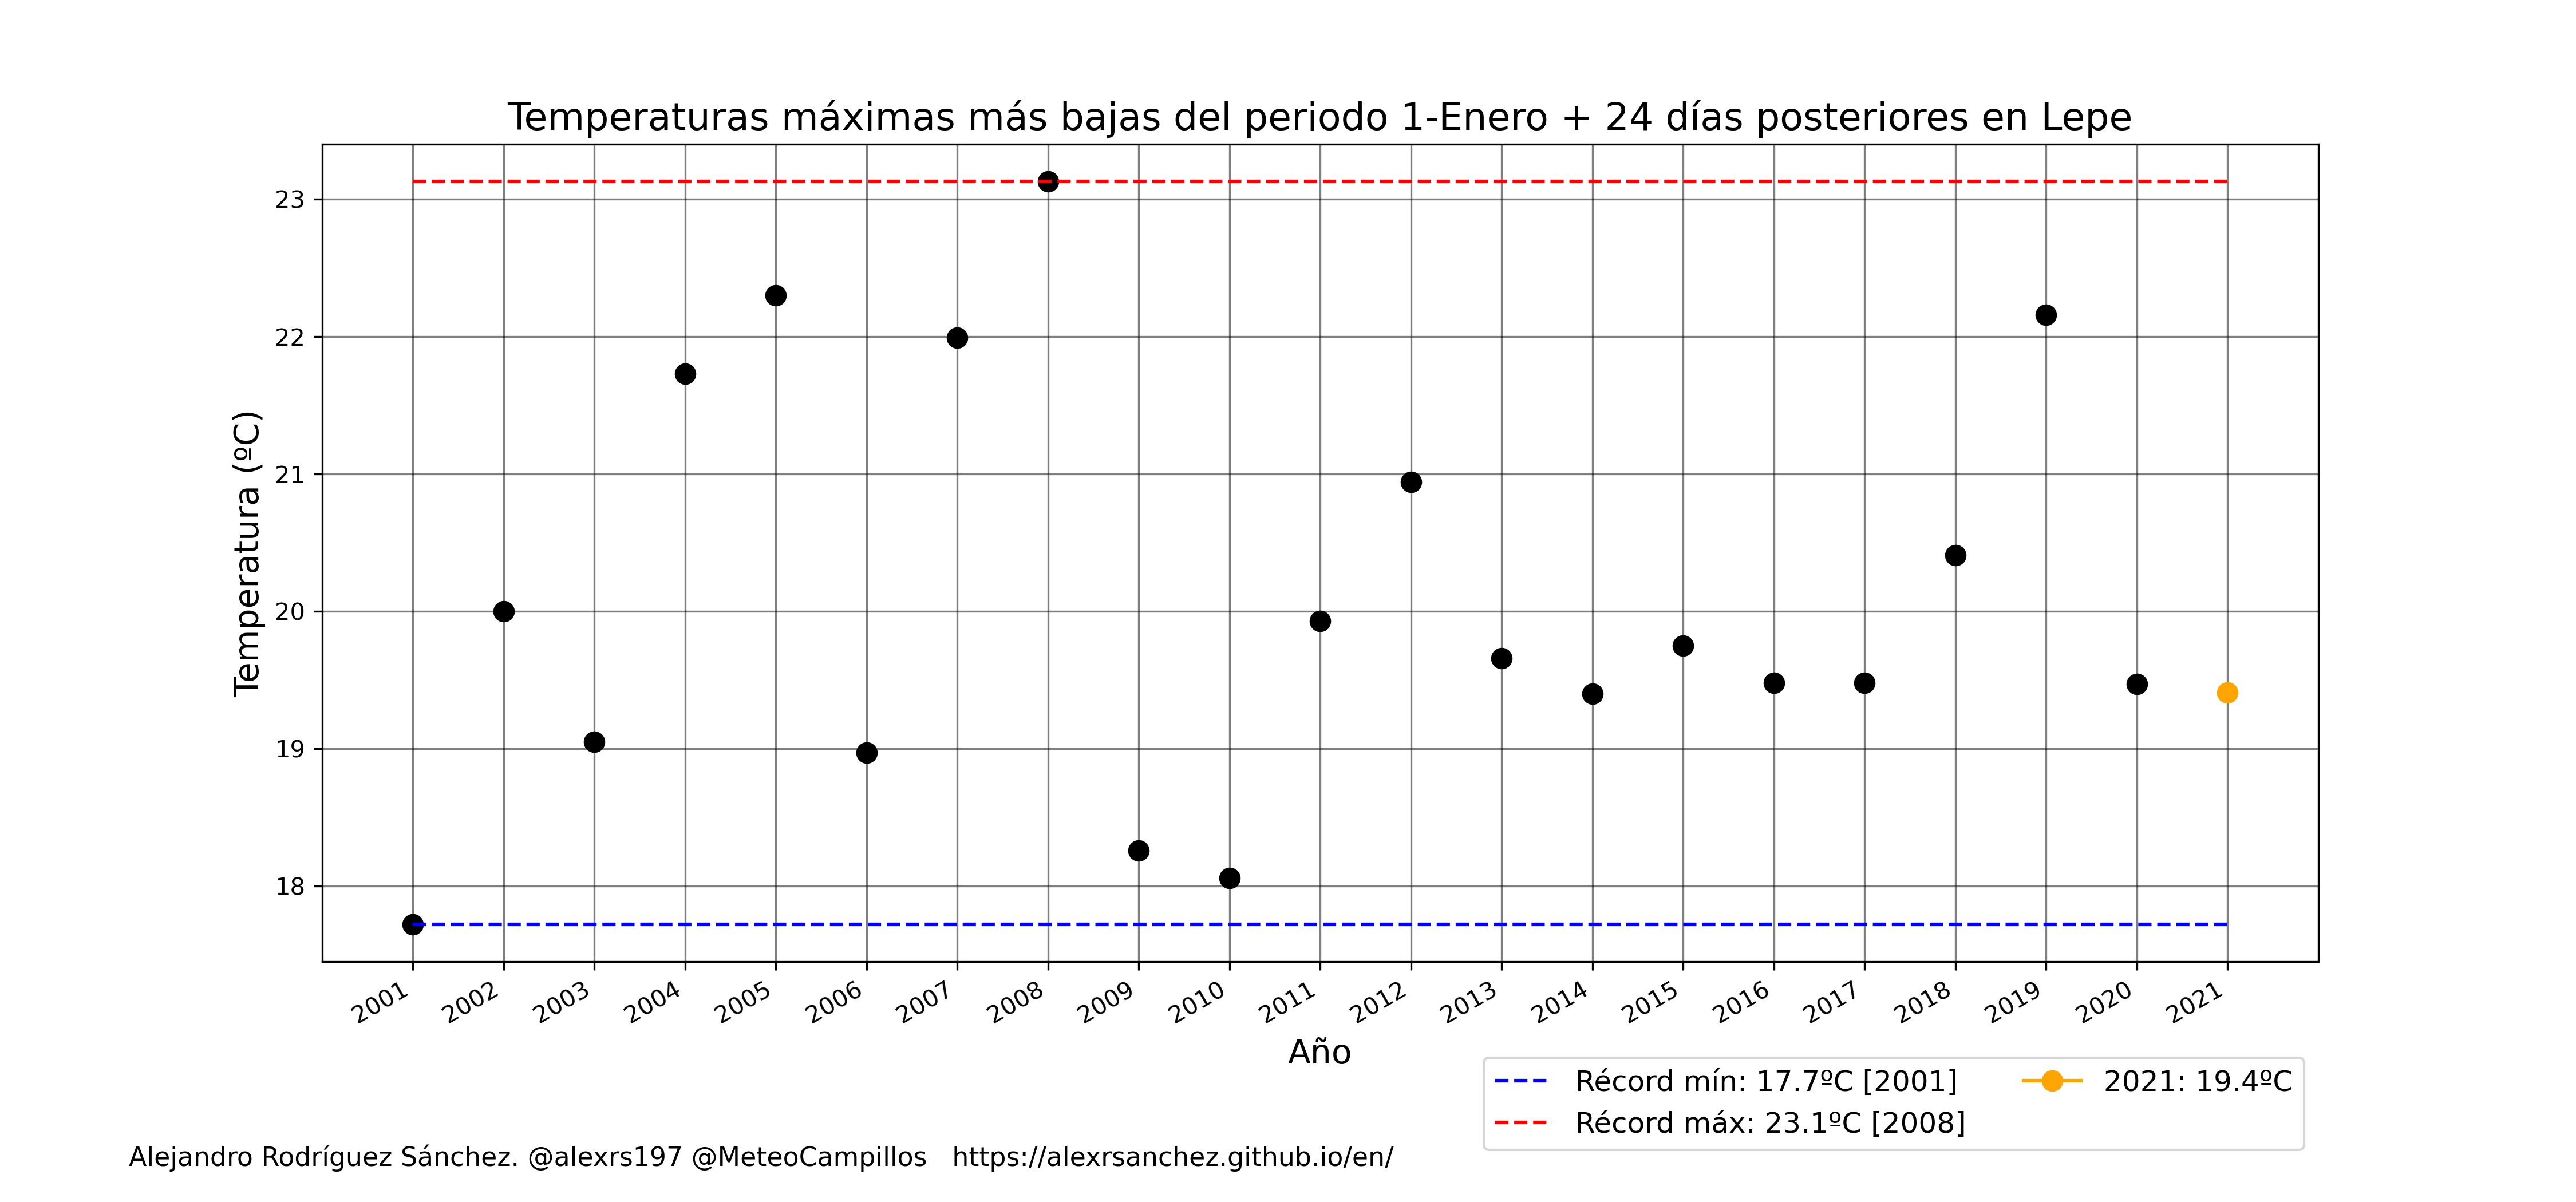 Temperaturas máximas más bajas del periodo 1-Enero + 24 días posteriores en Lepe
Temperatura (ºC)
23
22
21
20
19
18
2001 2002 2003 2004 2005 2006 2007 2008 2009 2010 2011 2012 2013 2014 2015 2016 2017 2018 2019 2020 2021
Año
Récord mín: 17.7ºC [2001]
Récord máx: 23.1ºC [2008]
2021: 19.4ºC
Alejandro Rodríguez Sánchez. @alexrs197 @MeteoCampillos https://alexrsanchez.github.io/en/